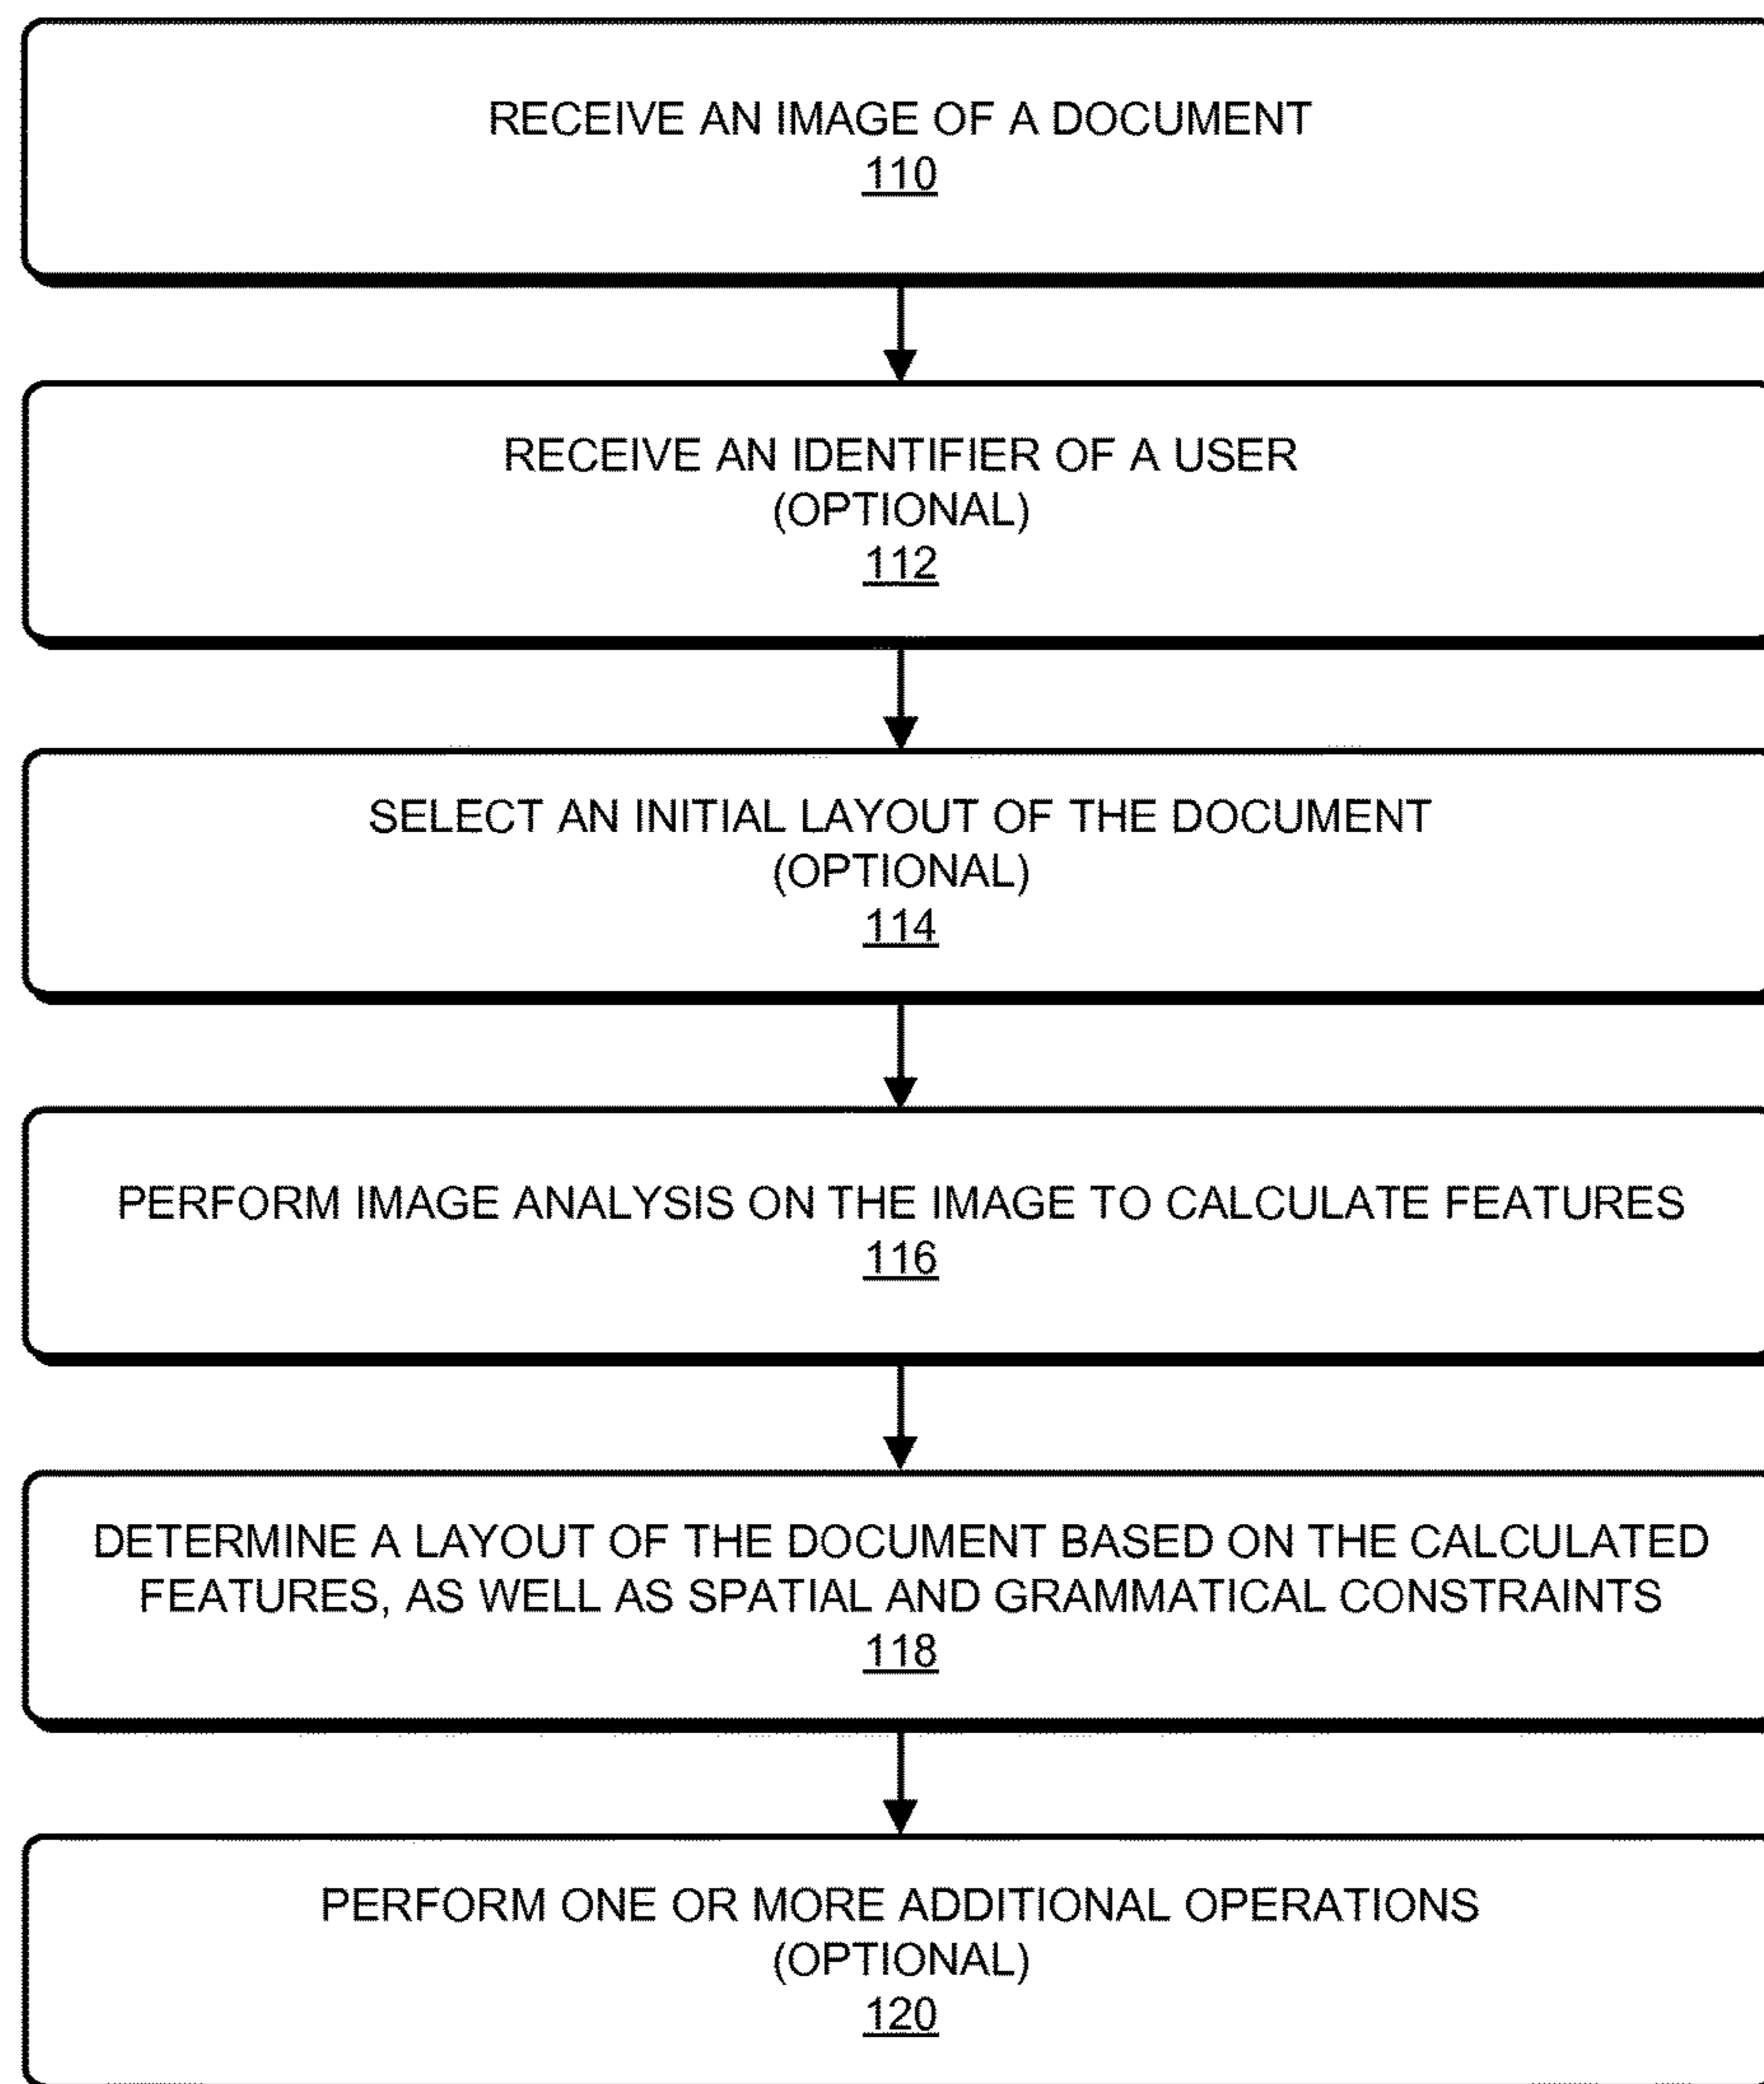 RECEIVE AN IMAGE OF A DOCUMENT
110
RECEIVE AN IDENTIFIER OF A USER
(OPTIONAL)
112
SELECT AN INITIAL LAYOUT OF THE DOCUMENT
(OPTIONAL)
114
PERFORM IMAGE ANALYSIS ON THE IMAGE TO CALCULATE FEATURES
116
DETERMINE A LAYOUT OF THE DOCUMENT BASED ON THE CALCULATED
FEATURES, AS WELL AS SPATIAL AND GRAMMATICAL CONSTRAINTS
118
PERFORM ONE OR MORE ADDITIONAL OPERATIONS
(OPTIONAL)
120